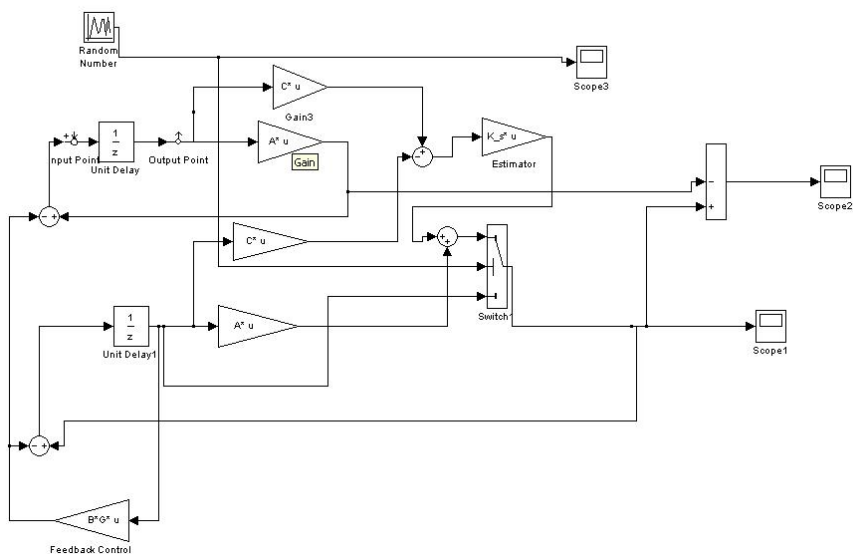 Random
Number
Scope3
C* u
Gain3
A* u
Gain
K_s* u
Estimator
1
z
nput Point
Unit Delay
Output Point
Scope2
C* u
Switch1
1
z
Unit Delay1
A* u
Scope1
B*G* u
Feedback Control